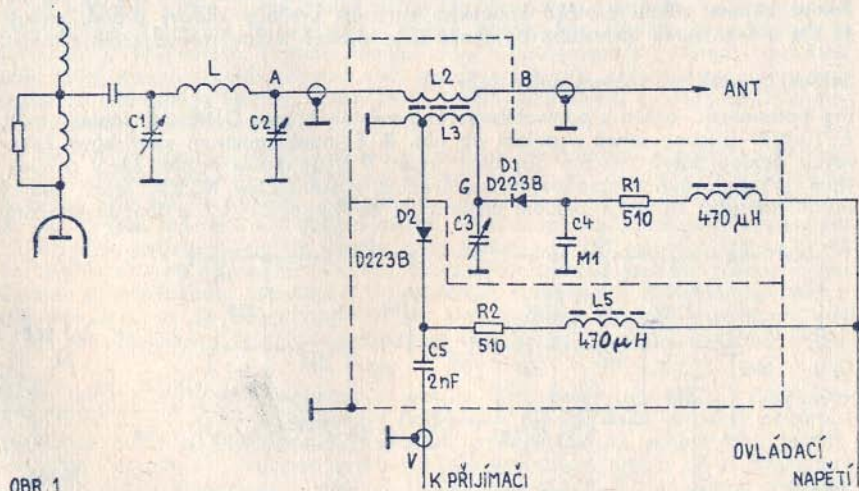 L
A
L2
B
ANT
C1
C2
L3
D1
G
D223B
R1
D2
C3
510
470 µH
C4
D223B
M1
L5
R2
C5
510
470 µH
2nF
V
OVLÁDACÍ
OBR.1
K PŘIJÍMAČI
NAPĚTÍ